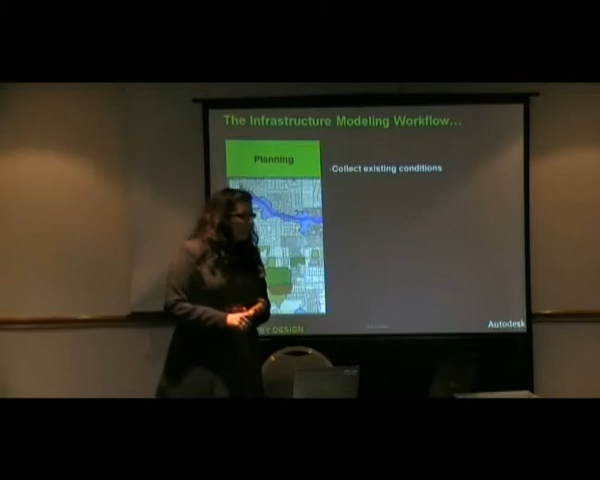 The Infrastructure Modeling Workflow...
Planning
-Collect existing conditions
BY DESIGN
Autodesk